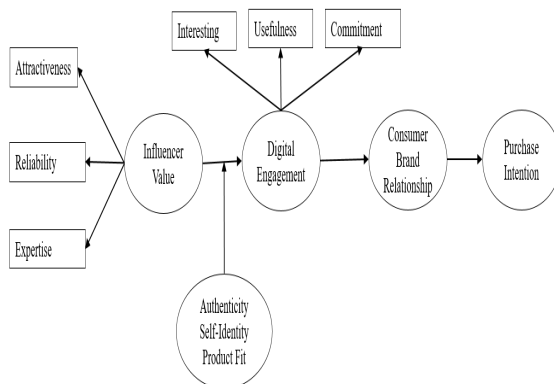 Interesting
Usefulness
Commitment
Attractiveness
Reliability
Expertise
Influencer
Value
Digital
Engagement
Consumer
Brand
Relationship
Purchase
Intention
Authenticity
Self-Identity
Product Fit